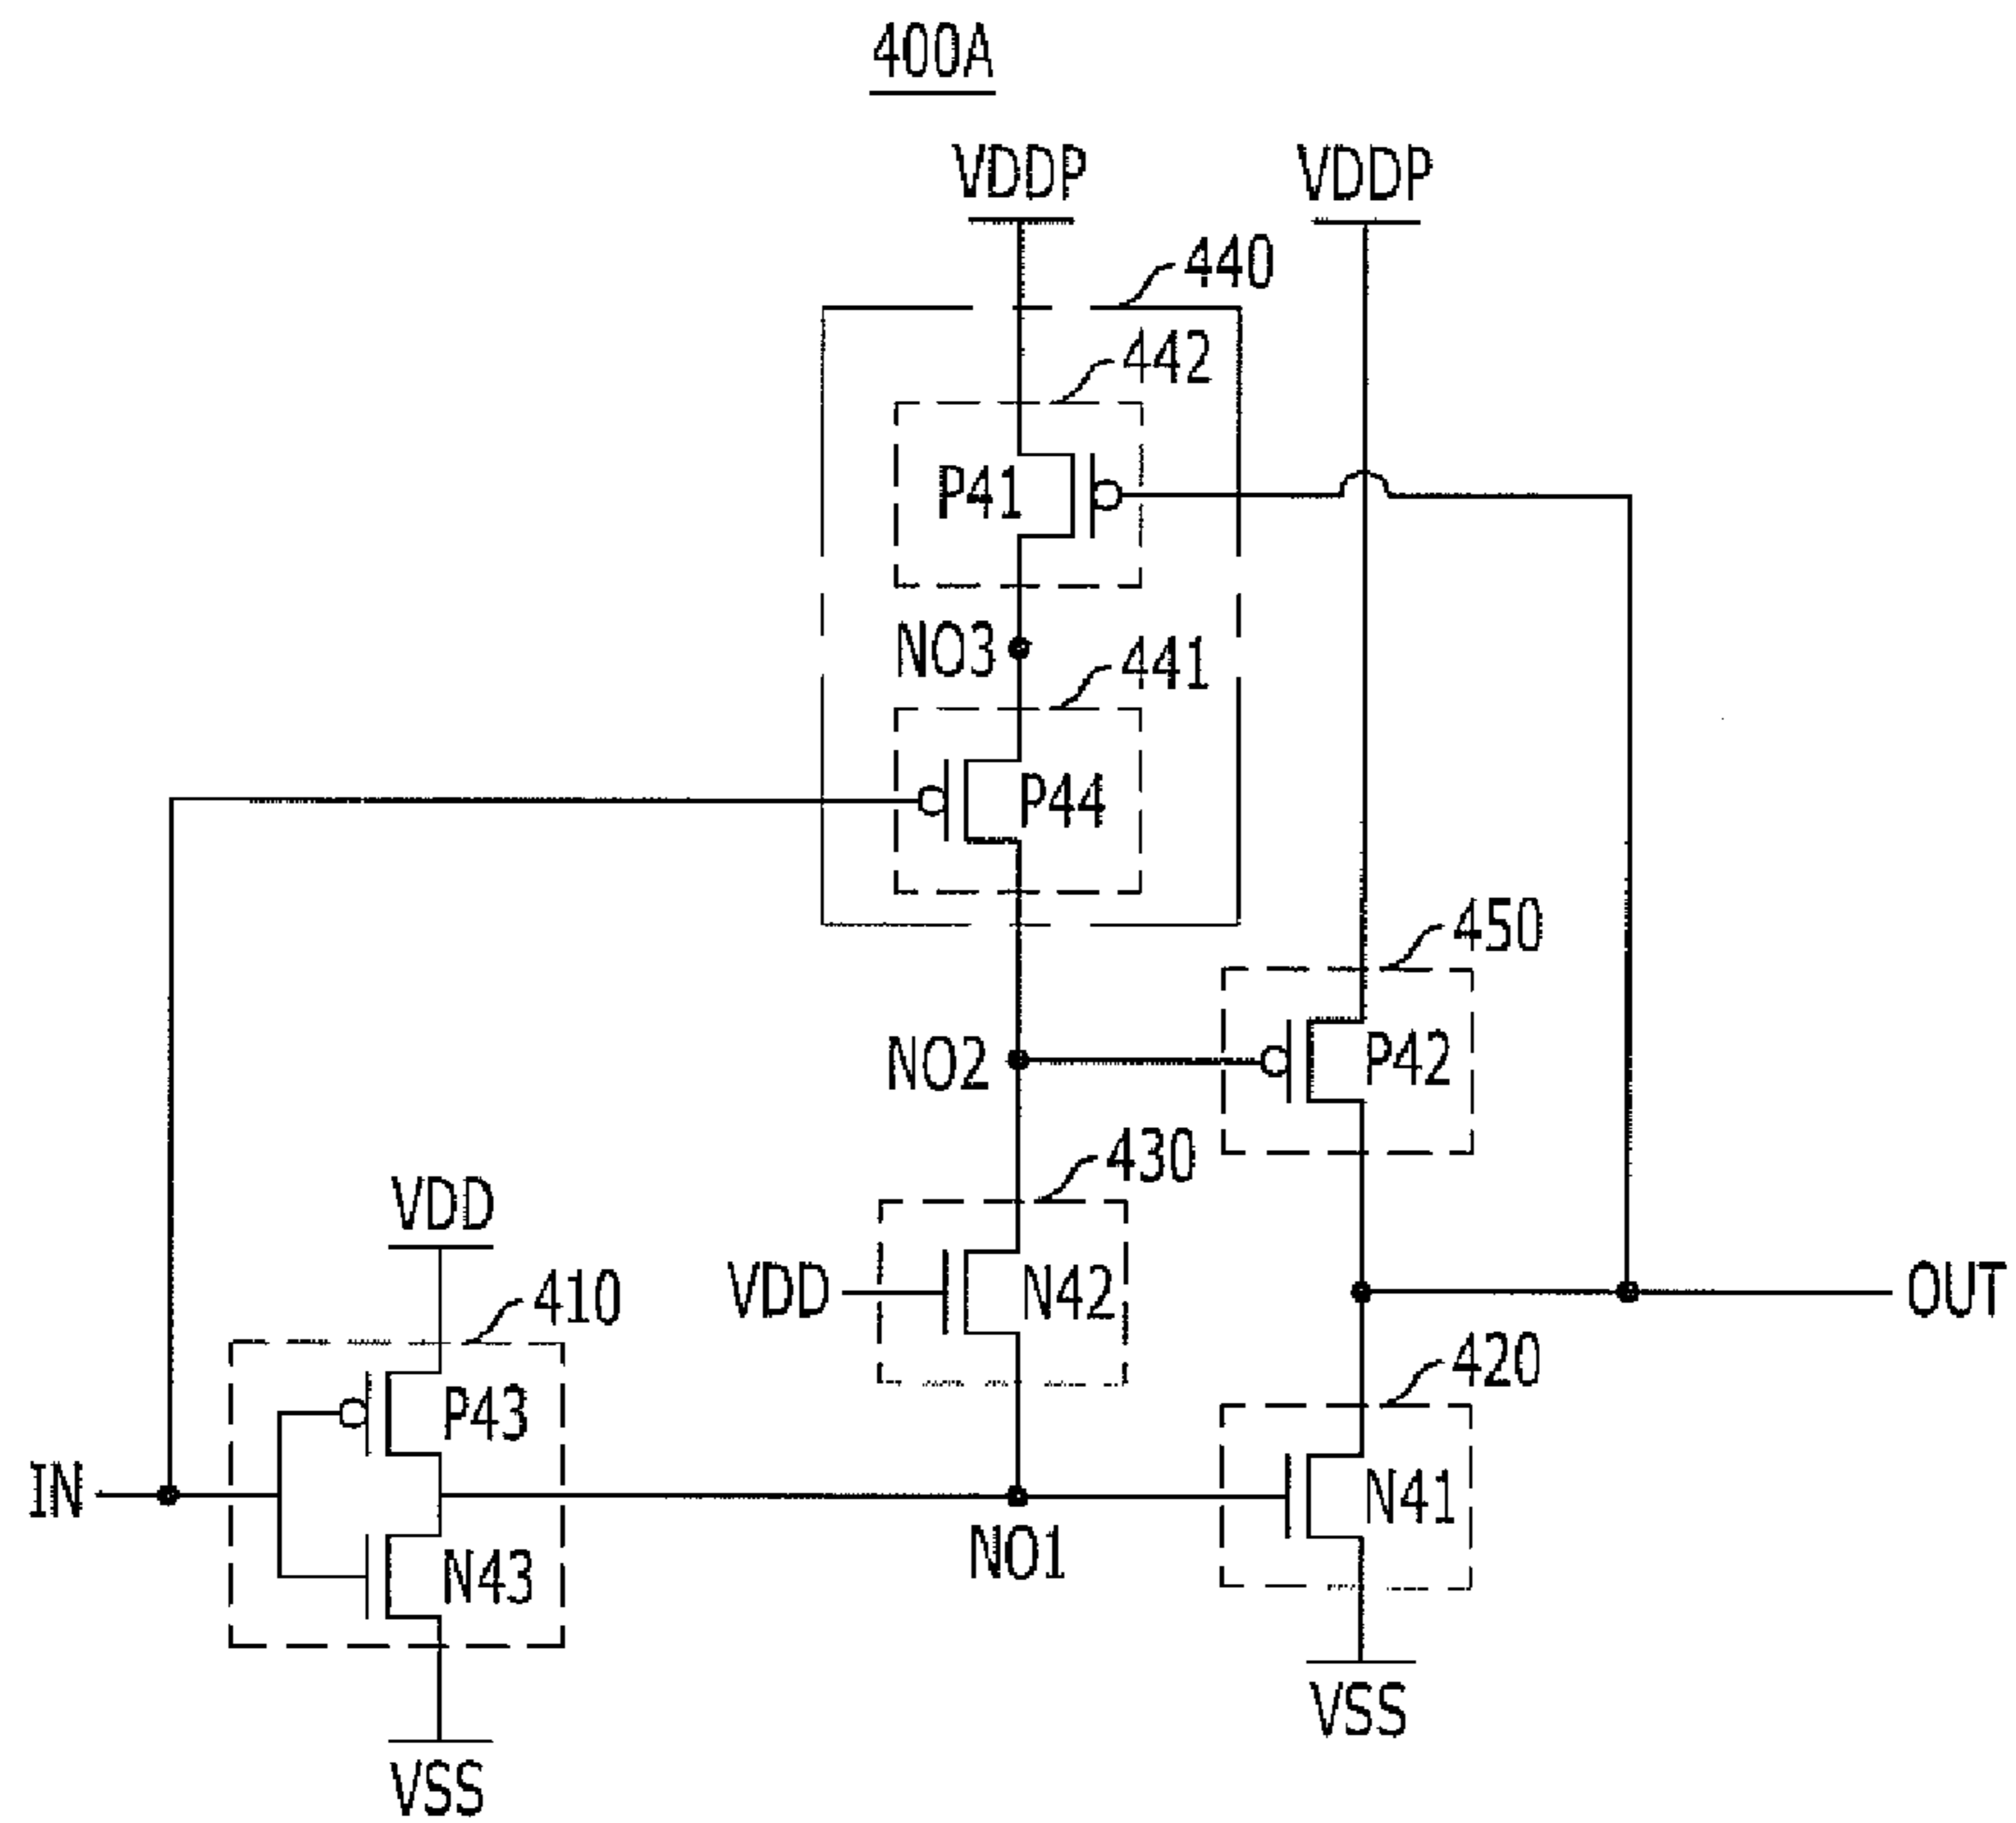 400A
VDDP
VDDP
440
442
P41
NO3
441
P44
450
NO2
P42
430
VDD
VDD
N42
OUT
410
420
P43
IN
N41
NO1
N43
VSS
VSS